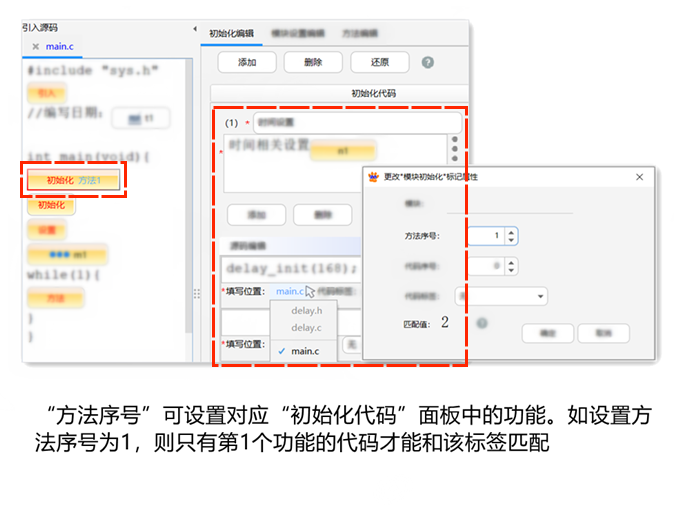 引入源码
main.c
#include "sys.h"
引入
//编写日期: t1
int main(void){
初始化 方法1
初始化
设置
m1
while(1){
方法
}
}
初始化编辑 模块设置编辑 方法编辑
添加 删除 还原 ?
初始化代码
(1) * 时间设置
* 时间相关设置 m1
添加 删除
源码编辑
delay_init(168);
*填写位置: main.c 代码标签:
delay.h
delay.c
✓ main.c
*填写位置: 无
更改"模块初始化"标记属性
模块:
方法序号: 1
代码序号: 0
代码标签: 无
匹配值: 2 ?
确定 取消
“方法序号”可设置对应“初始化代码”面板中的功能。如设置方
法序号为1，则只有第1个功能的代码才能和该标签匹配